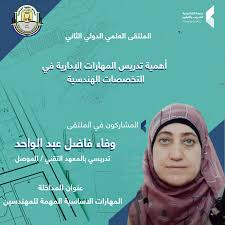 الملتقى العلمي الدولي الثاني
أهمية تدريس المهارات الإدارية في
التخصصات الهندسية
المشاركون في الملتقى
وفاء فاضل عبد الواحد
تدريسي بالمعهد التقني / الموصل
عنوان المداخلة
المهارات الاساسية المهمة للمهندسين